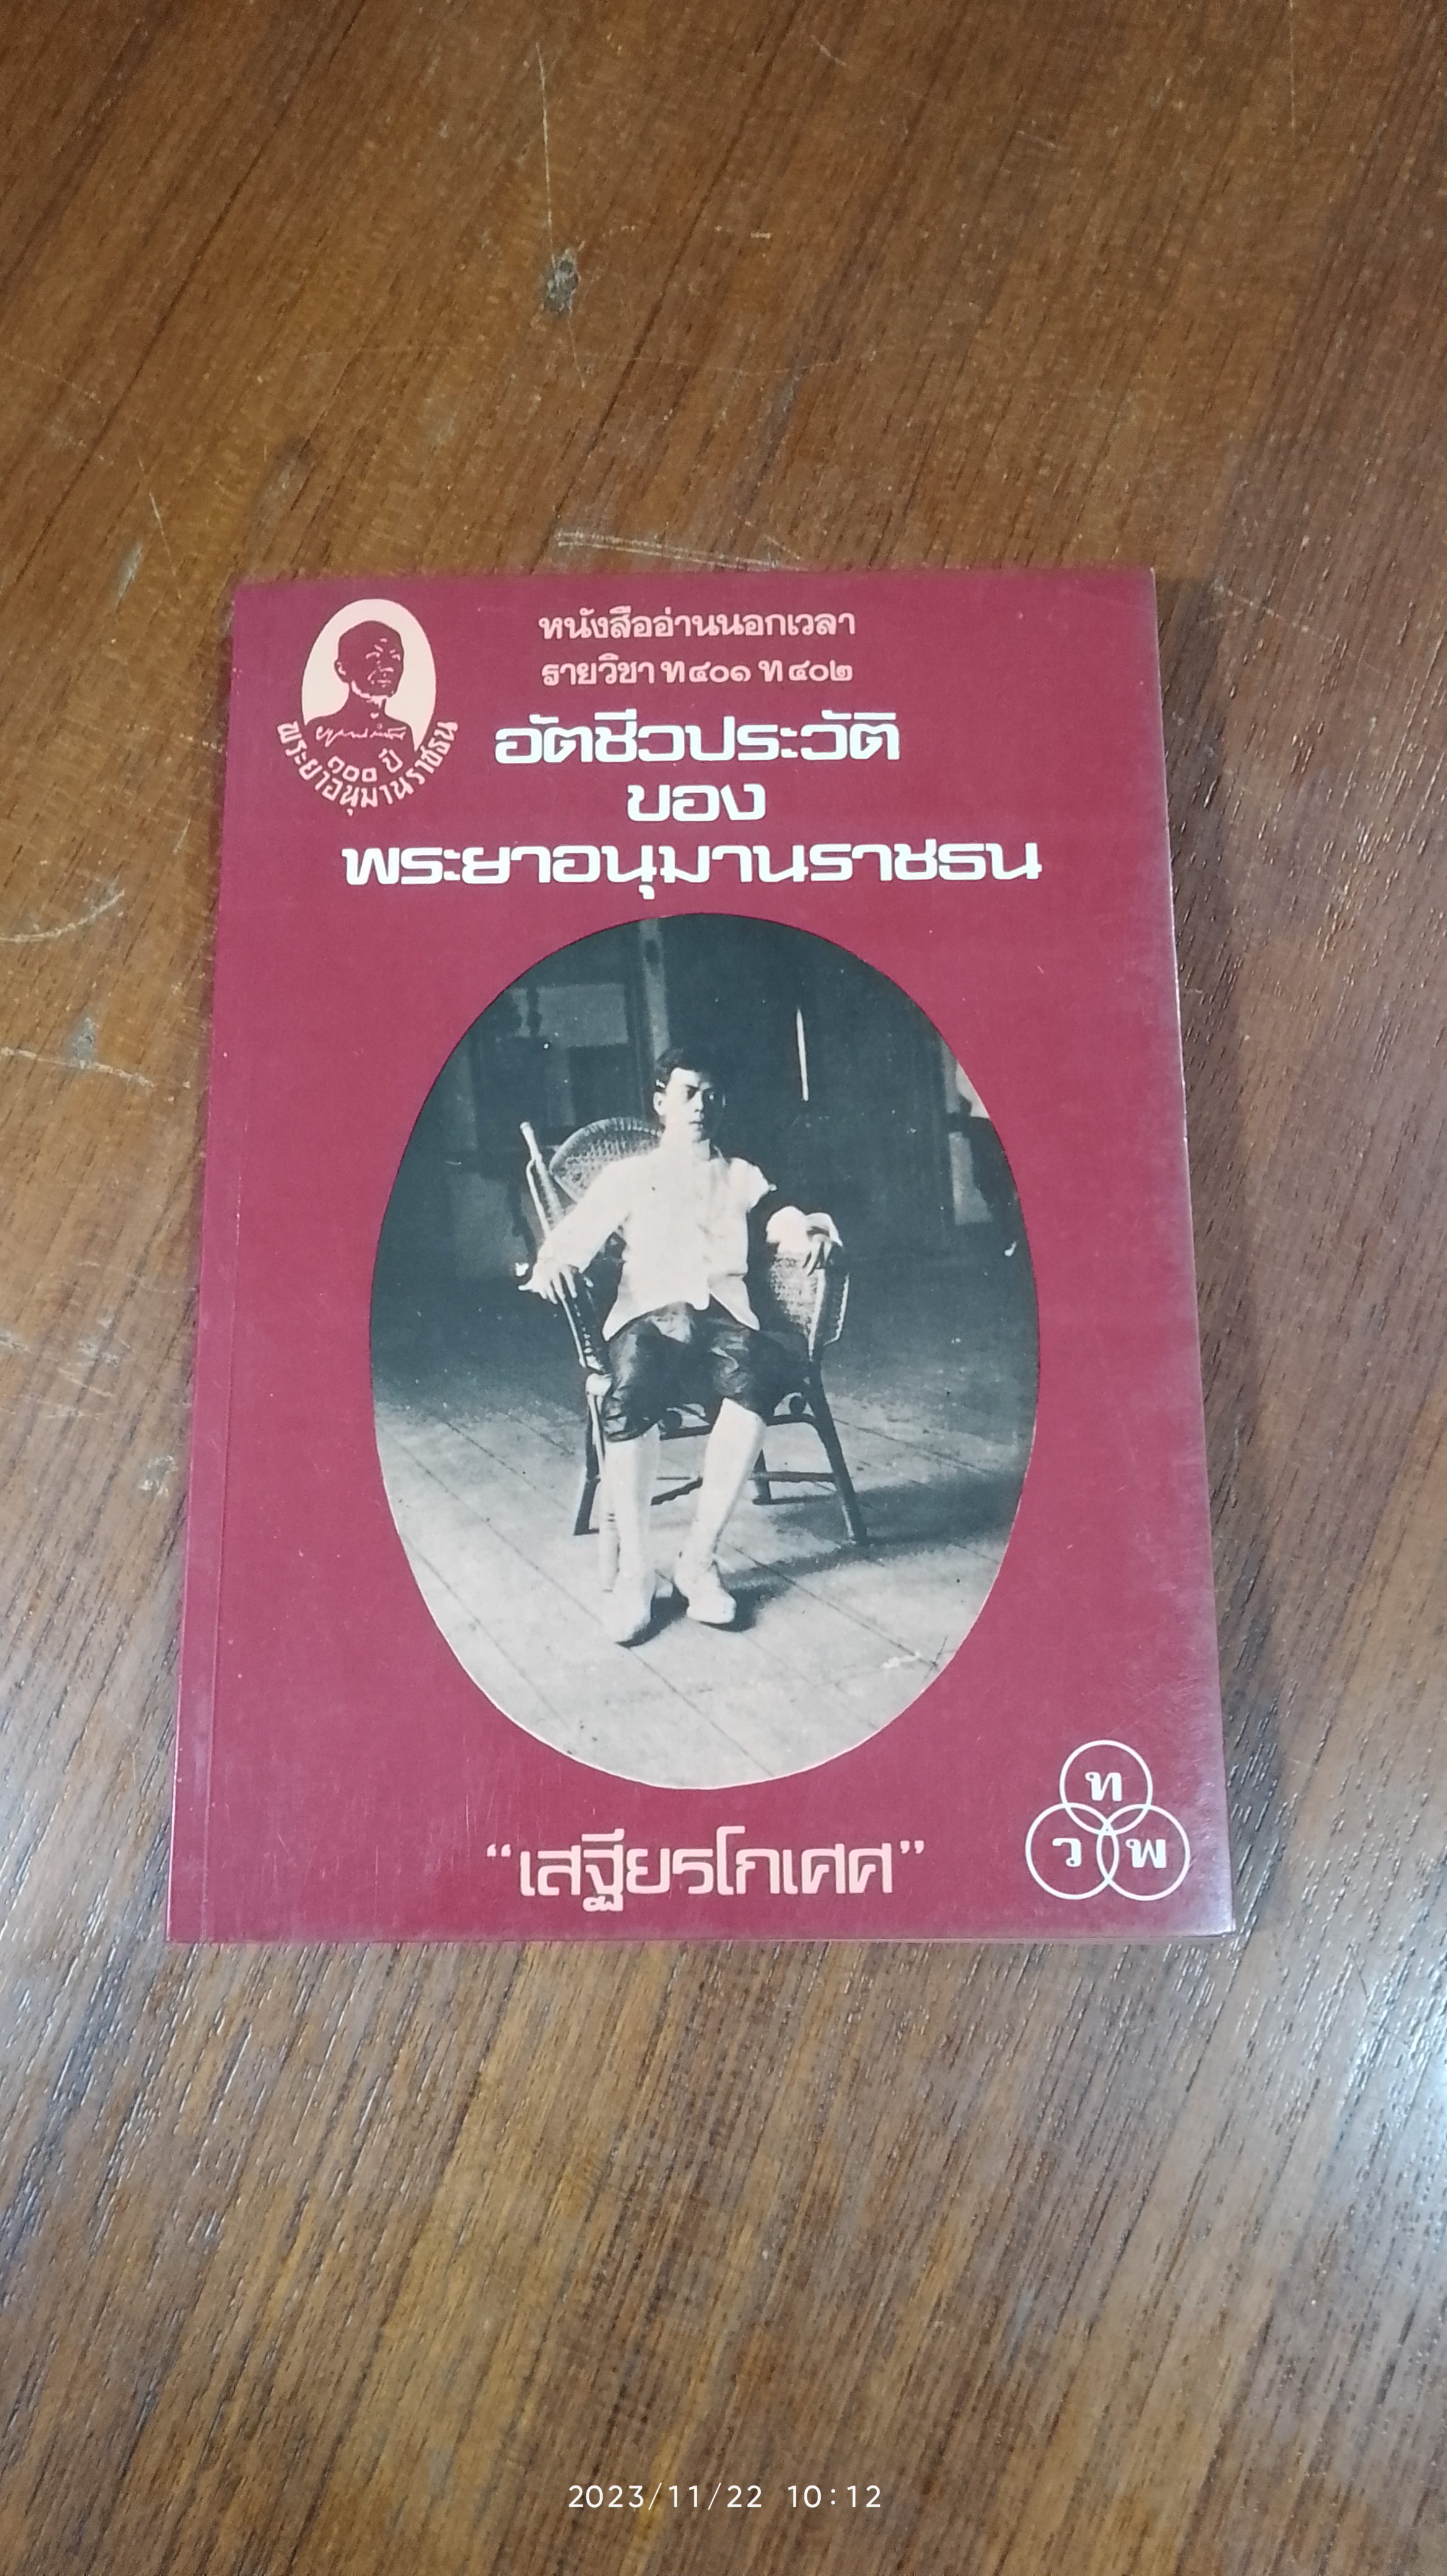 หนังสืออ่านนอกเวลา
รายวิชา ท๔๐๑ ท๔๐๒
อัตชีวประวัติ
ของ
พระยาอนุมานราชธน
๑๐๐ ปี
พระยาอนุมานราชธน
“เสฐียรโกเศศ”
ท
ว พ
2023/11/22 10:12